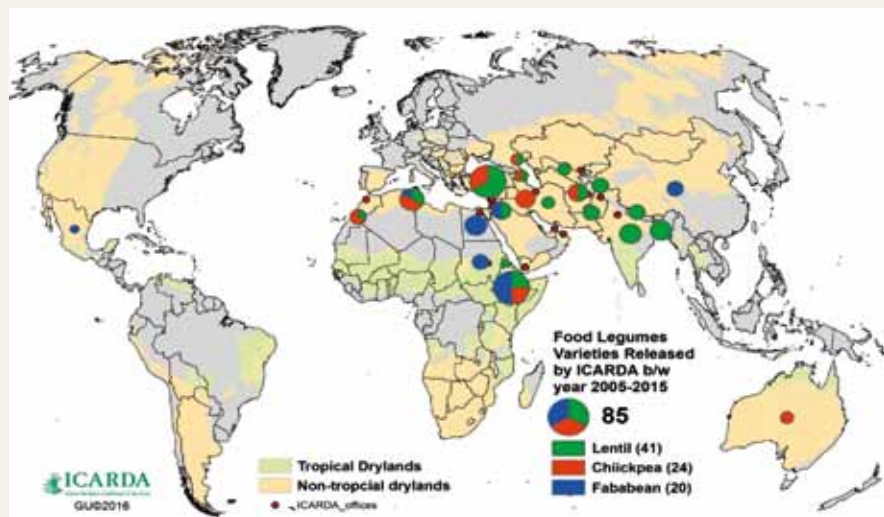 Food Legumes
Varieties Released
by ICARDA b/w
year 2005-2015
85
Lentil (41)
Chiickpea (24)
Fababean (20)
Tropical Drylands
Non-tropcial drylands
ICARDA_offices
ICARDA
GU©2016